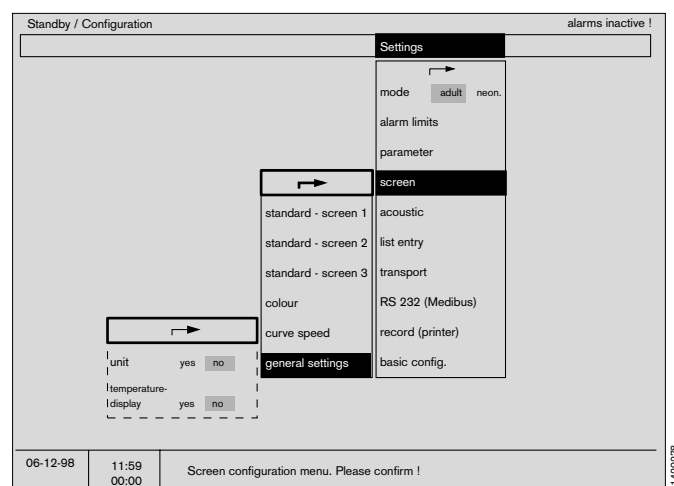 Standby / Configuration
alarms inactive !
Settings
mode adult neon.
alarm limits
parameter
screen
standard - screen 1
acoustic
standard - screen 2
list entry
standard - screen 3
transport
colour
RS 232 (Medibus)
curve speed
record (printer)
unit yes no
general settings
basic config.
temperature-
display yes no
06-12-98
11:59
00:00
Screen configuration menu. Please confirm !